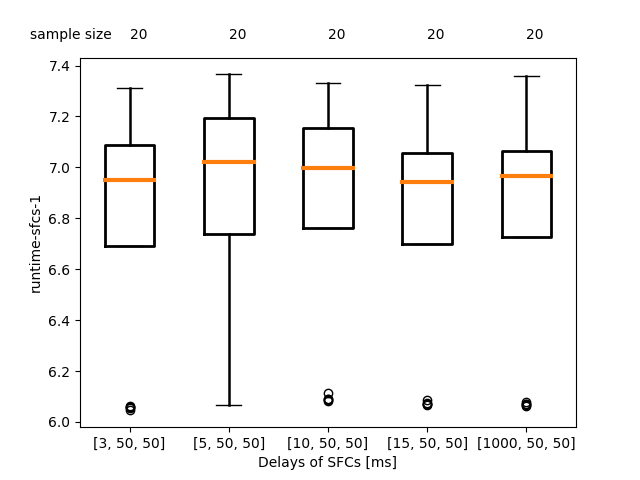 sample size 20 20 20 20 20
7.4
7.2
7.0
6.8
6.6
6.4
6.2
6.0
runtime-sfcs-1
[3, 50, 50] [5, 50, 50] [10, 50, 50] [15, 50, 50] [1000, 50, 50]
Delays of SFCs [ms]